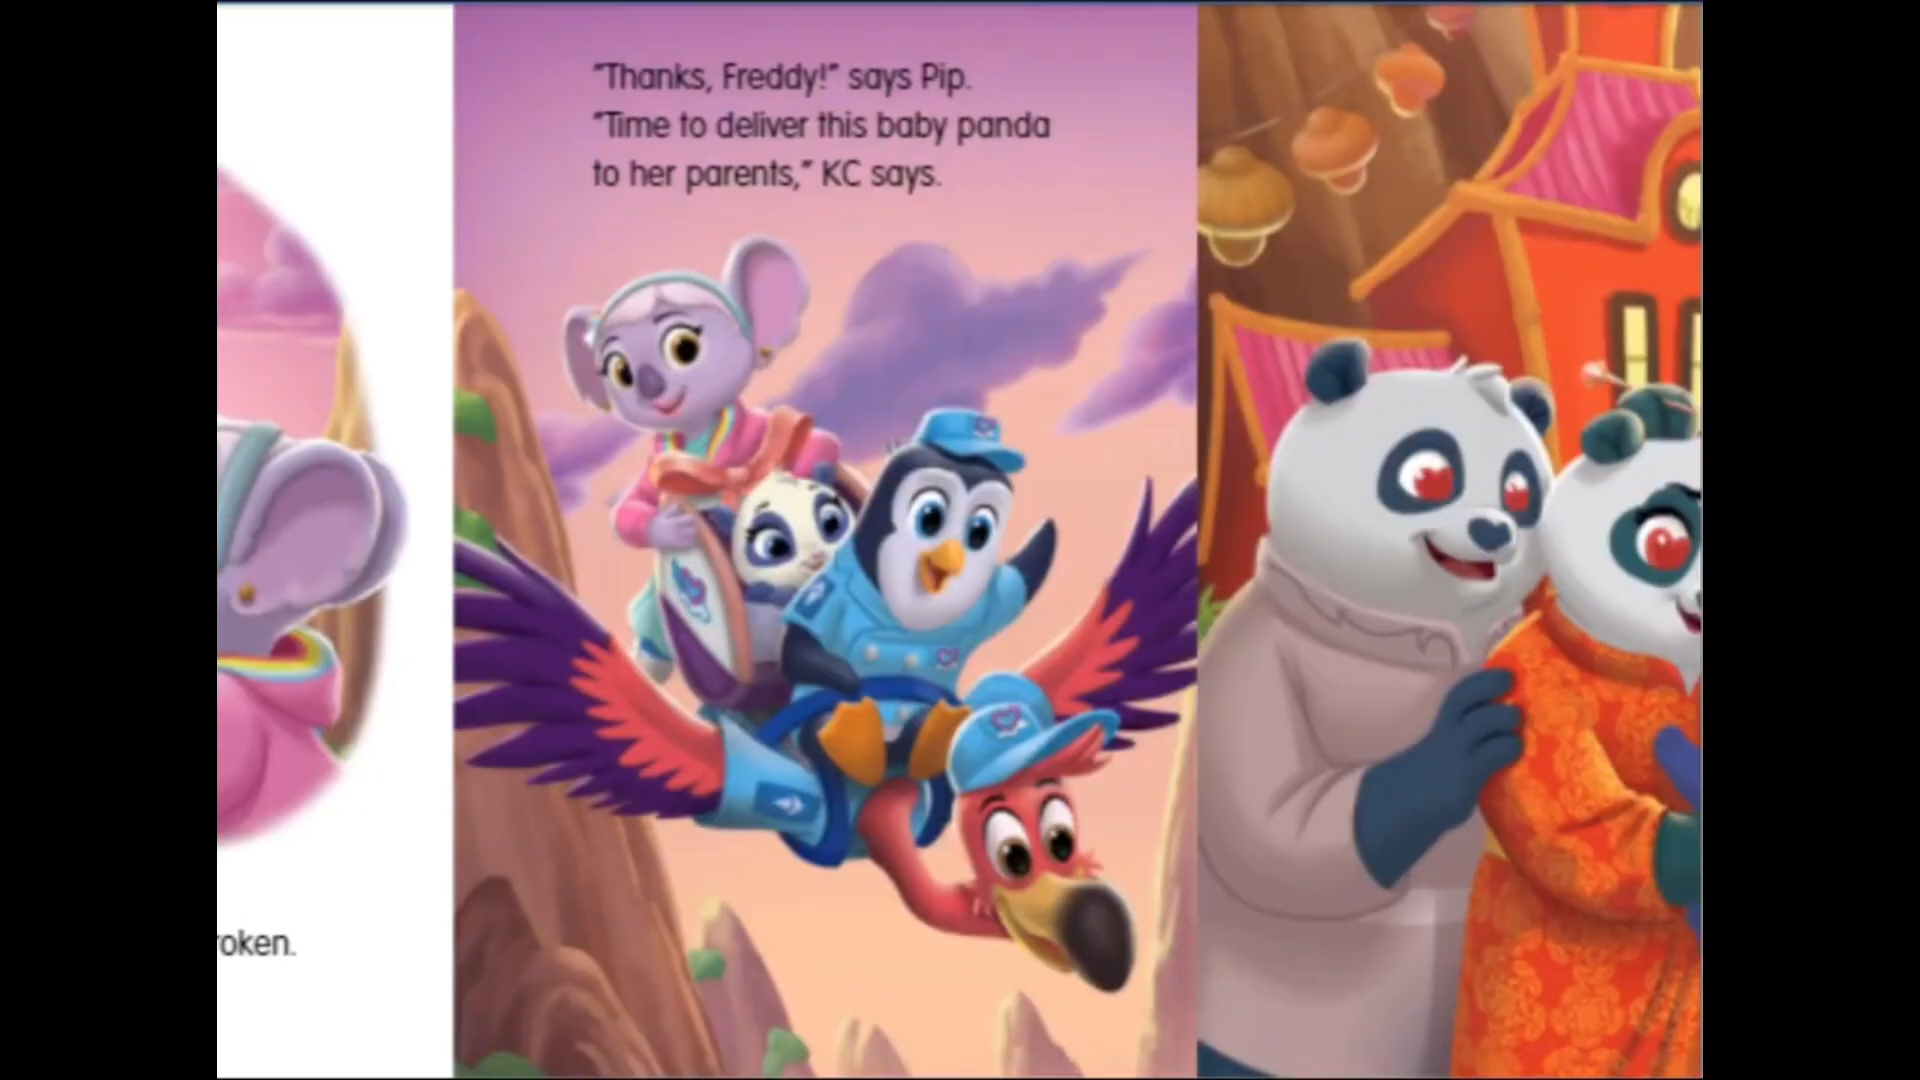 "Thanks, Freddy!" says Pip.
"Time to deliver this baby panda
to her parents," KC says.
roken.